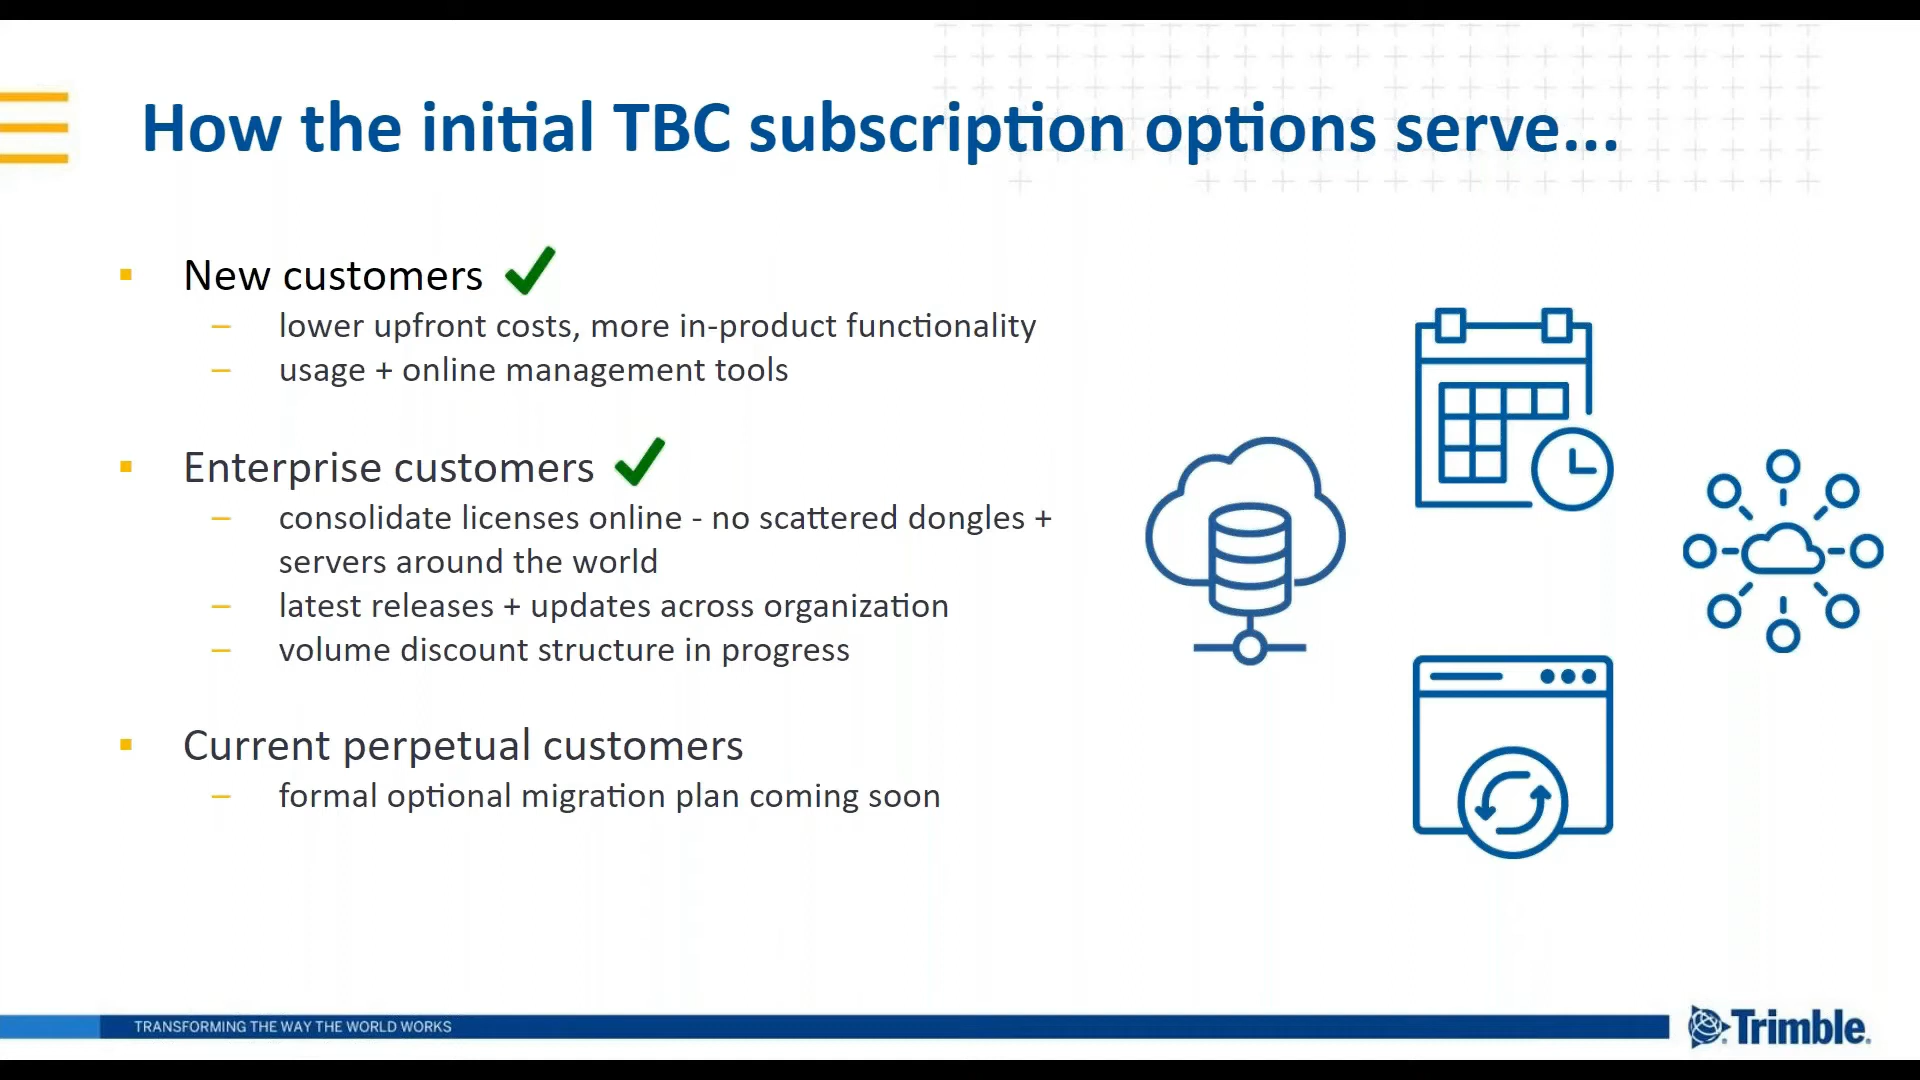 How the initial TBC subscription options serve...
New customers
– lower upfront costs, more in-product functionality
– usage + online management tools
Enterprise customers
– consolidate licenses online - no scattered dongles +
servers around the world
– latest releases + updates across organization
– volume discount structure in progress
Current perpetual customers
– formal optional migration plan coming soon
TRANSFORMING THE WAY THE WORLD WORKS
Trimble